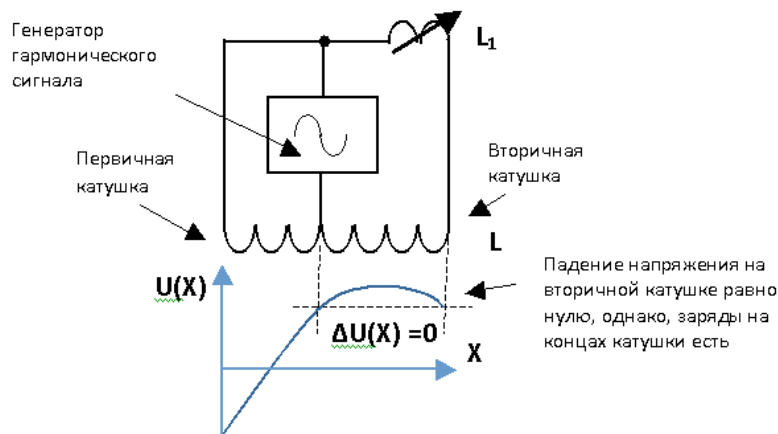 Генератор
гармонического
сигнала
L₁
Первичная
катушка
Вторичная
катушка
L
U(X)
Падение напряжения на
вторичной катушке равно
нулю, однако, заряды на
концах катушки есть
ΔU(X) =0
X